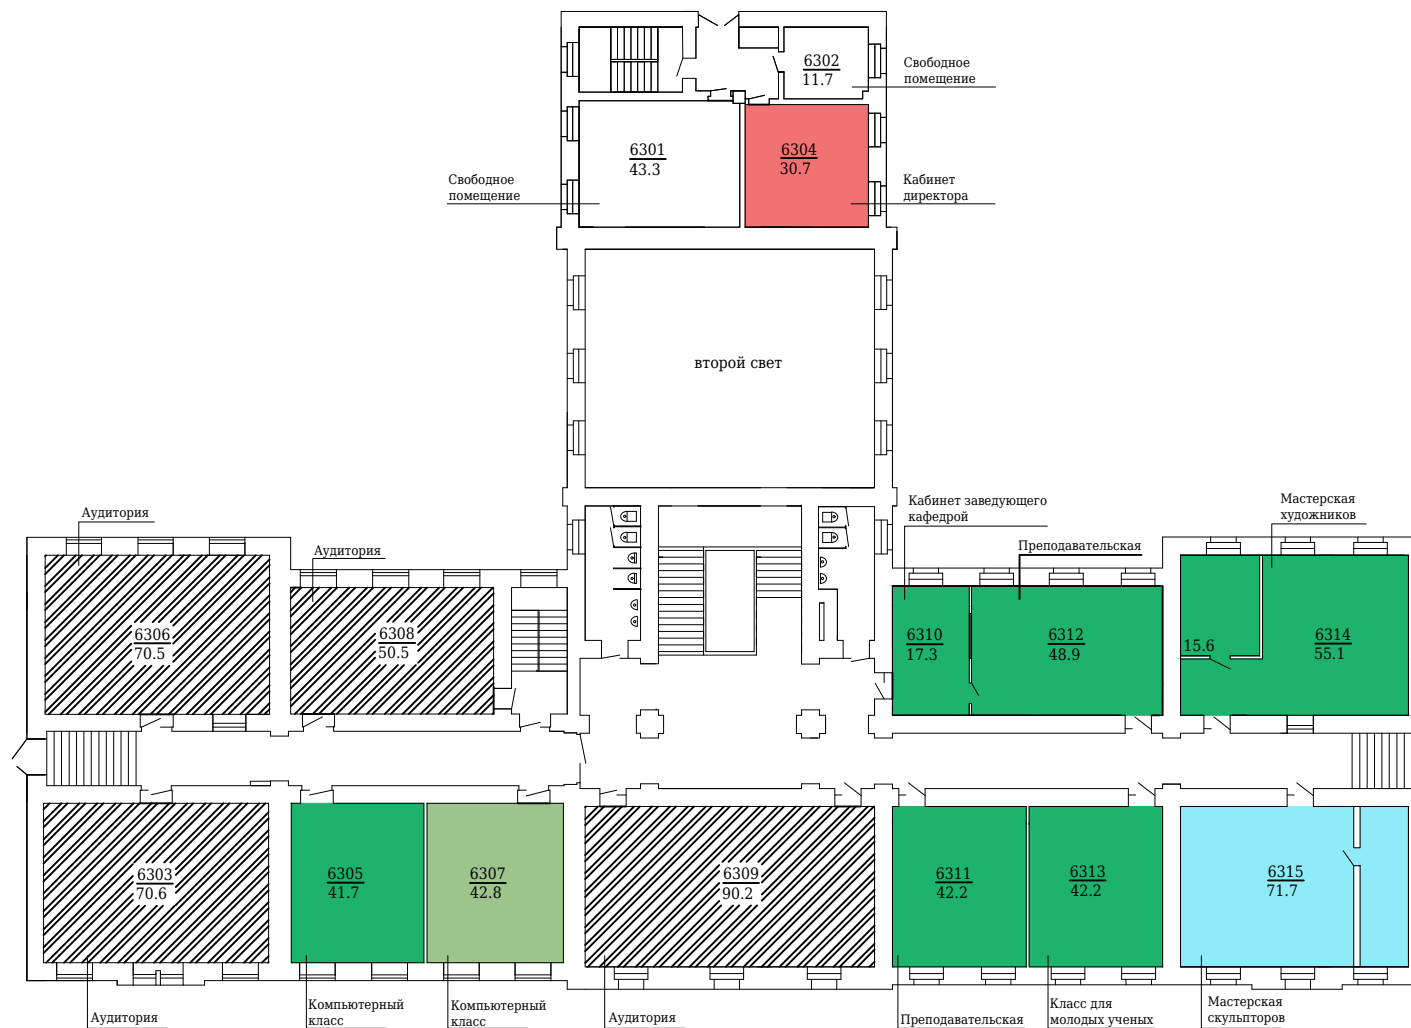 6302
11.7
Свободное
помещение
6301
43.3
6304
30.7
Свободное
помещение
Кабинет
директора
второй свет
Аудитория
Аудитория
Кабинет заведующего
кафедрой
Преподавательская
Мастерская
художников
6306
70.5
6308
50.5
6310
17.3
6312
48.9
15.6
6314
55.1
6303
70.6
6305
41.7
6307
42.8
6309
90.2
6311
42.2
6313
42.2
6315
71.7
Аудитория
Компьютерный
класс
Компьютерный
класс
Аудитория
Преподавательская
Класс для
молодых ученых
Мастерская
скульпторов